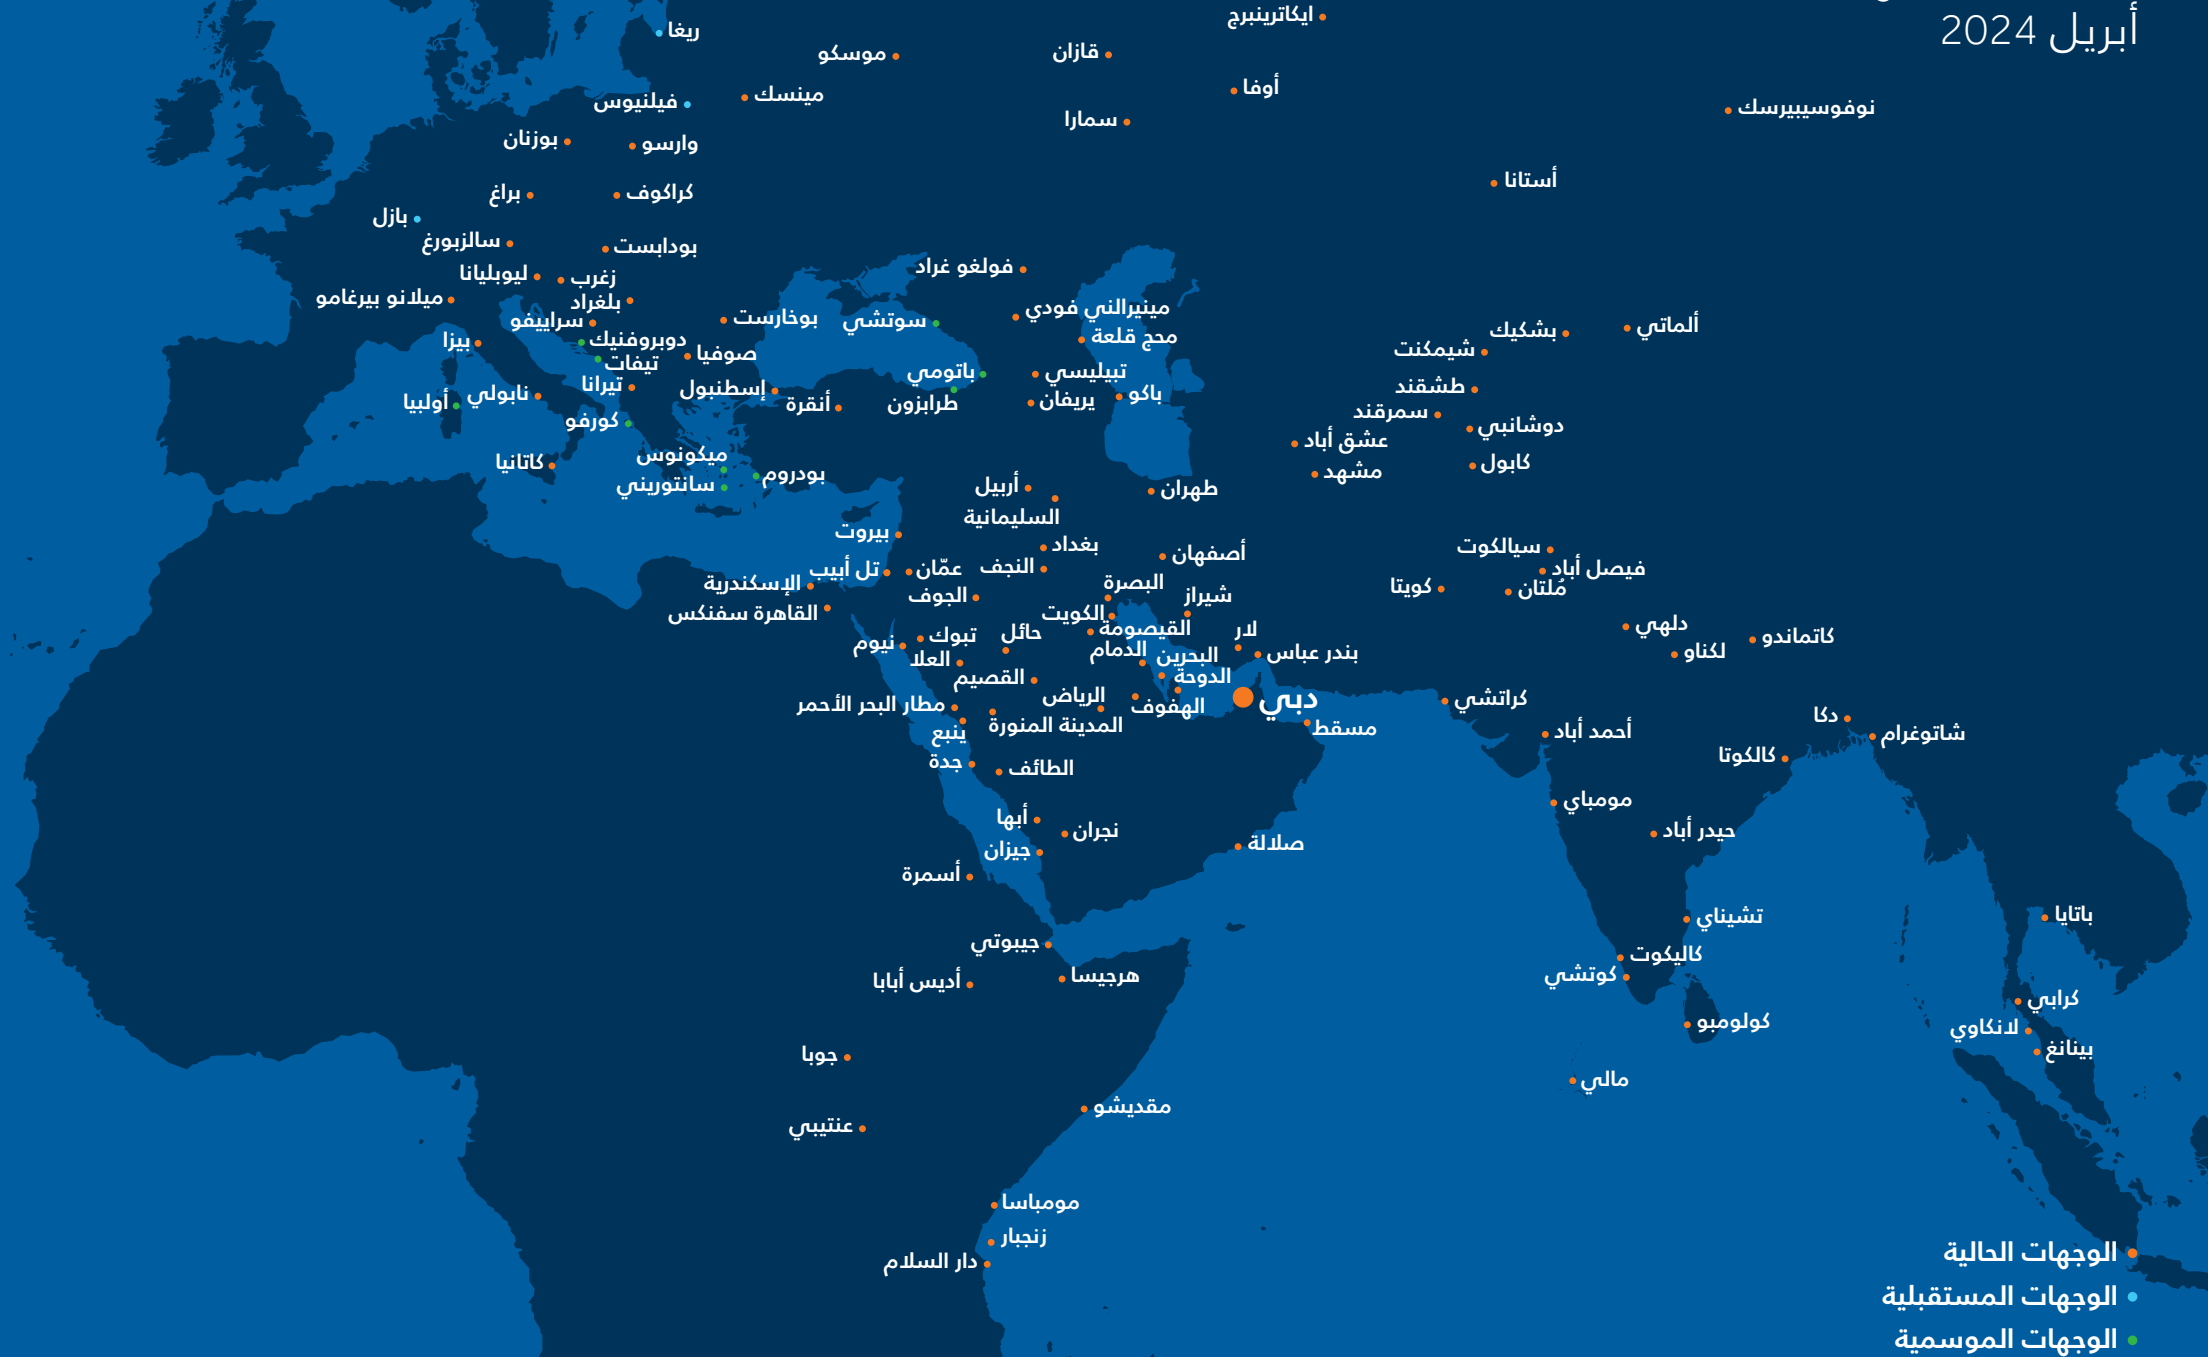 أبريل 2024
ايكاترينبرج
ريغا
موسكو
قازان
أوفا
مينسك
فيلنيوس
نوفوسيبيرسك
سمارا
بوزنان
وارسو
أستانا
براغ
كراكوف
بازل
سالزبورغ
بودابست
فولغو غراد
ليوبليانا
زغرب
ميلانو بيرغامو
بلغراد
مينيرالني فودي
سراييفو
بوخارست
سوتشي
ألماتي
بشكيك
محج قلعة
دوبروفنيك
بيزا
شيمكنت
صوفيا
تيفات
باتومي
تبيليسي
تيرانا
إسطنبول
طشقند
نابولي
أولبيا
أنقرة
طرابزون
يريفان
باكو
سمرقند
كورفو
دوشانبي
عشق أباد
ميكونوس
كاتانيا
كابول
مشهد
بودروم
سانتوريني
أربيل
طهران
السليمانية
بيروت
بغداد
أصفهان
سيالكوت
تل أبيب
عمّان
النجف
فيصل أباد
الإسكندرية
البصرة
كويتا
مُلتان
الجوف
شيراز
القاهرة سفنكس
الكويت
القيصومة
دلهي
تبوك
حائل
لار
كاتماندو
نيوم
الدمام
البحرين
بندر عباس
لكناو
العلا
القصيم
الدوحة
الرياض
دبي
كراتشي
مطار البحر الأحمر
الهفوف
دكا
المدينة المنورة
ينبع
مسقط
أحمد أباد
شاتوغرام
كالكوتا
جدة
الطائف
مومباي
أبها
نجران
حيدر أباد
جيزان
صلالة
أسمرة
تشيناي
باتايا
جيبوتي
كاليكوت
أديس أبابا
هرجيسا
كوتشي
كرابي
كولومبو
لانكاوي
جوبا
بينانغ
مالي
مقديشو
عنتيبي
مومباسا
زنجبار
دار السلام
الوجهات الحالية
الوجهات المستقبلية
الوجهات الموسمية